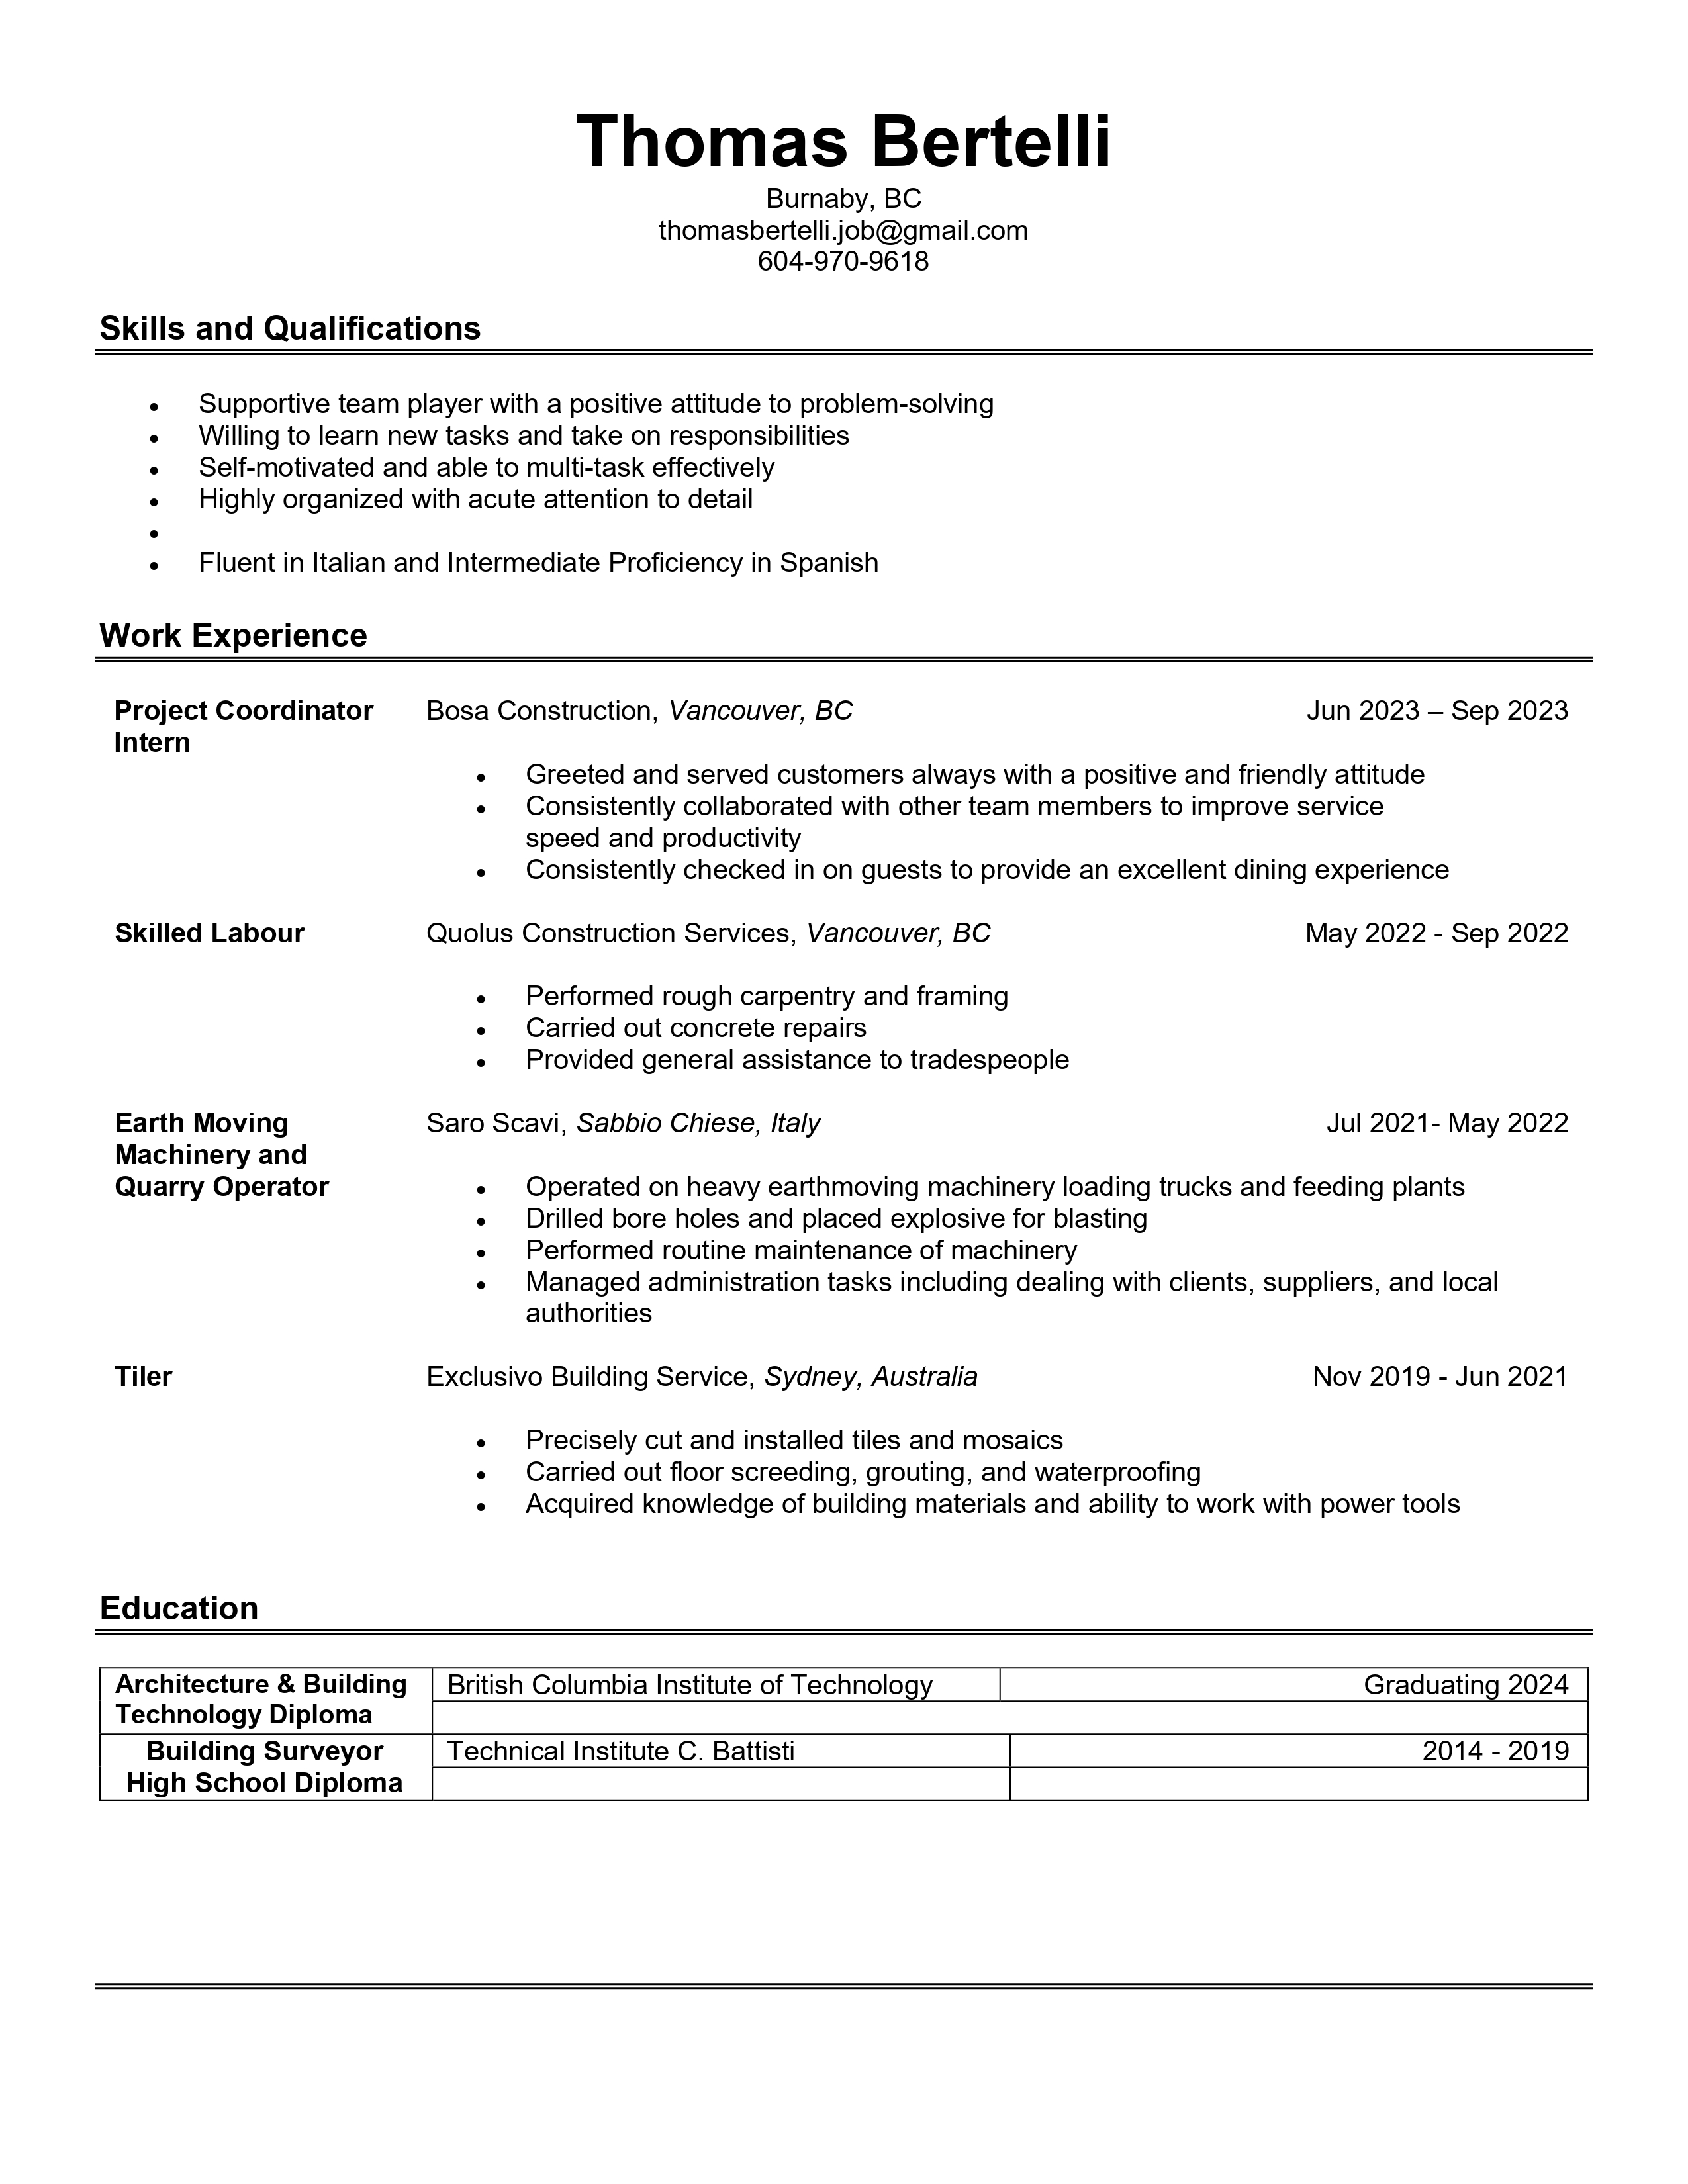 Thomas Bertelli
Burnaby, BC
thomasbertelli.job@gmail.com
604-970-9618
Skills and Qualifications
• Supportive team player with a positive attitude to problem-solving
• Willing to learn new tasks and take on responsibilities
• Self-motivated and able to multi-task effectively
• Highly organized with acute attention to detail
•
• Fluent in Italian and Intermediate Proficiency in Spanish
Work Experience
Project Coordinator Bosa Construction, Vancouver, BC Jun 2023 – Sep 2023
Intern
• Greeted and served customers always with a positive and friendly attitude
• Consistently collaborated with other team members to improve service
speed and productivity
• Consistently checked in on guests to provide an excellent dining experience
Skilled Labour Quolus Construction Services, Vancouver, BC May 2022 - Sep 2022
• Performed rough carpentry and framing
• Carried out concrete repairs
• Provided general assistance to tradespeople
Earth Moving Saro Scavi, Sabbio Chiese, Italy Jul 2021- May 2022
Machinery and
Quarry Operator • Operated on heavy earthmoving machinery loading trucks and feeding plants
• Drilled bore holes and placed explosive for blasting
• Performed routine maintenance of machinery
• Managed administration tasks including dealing with clients, suppliers, and local
authorities
Tiler Exclusivo Building Service, Sydney, Australia Nov 2019 - Jun 2021
• Precisely cut and installed tiles and mosaics
• Carried out floor screeding, grouting, and waterproofing
• Acquired knowledge of building materials and ability to work with power tools
Education
Architecture & Building British Columbia Institute of Technology Graduating 2024
Technology Diploma
Building Surveyor Technical Institute C. Battisti 2014 - 2019
High School Diploma